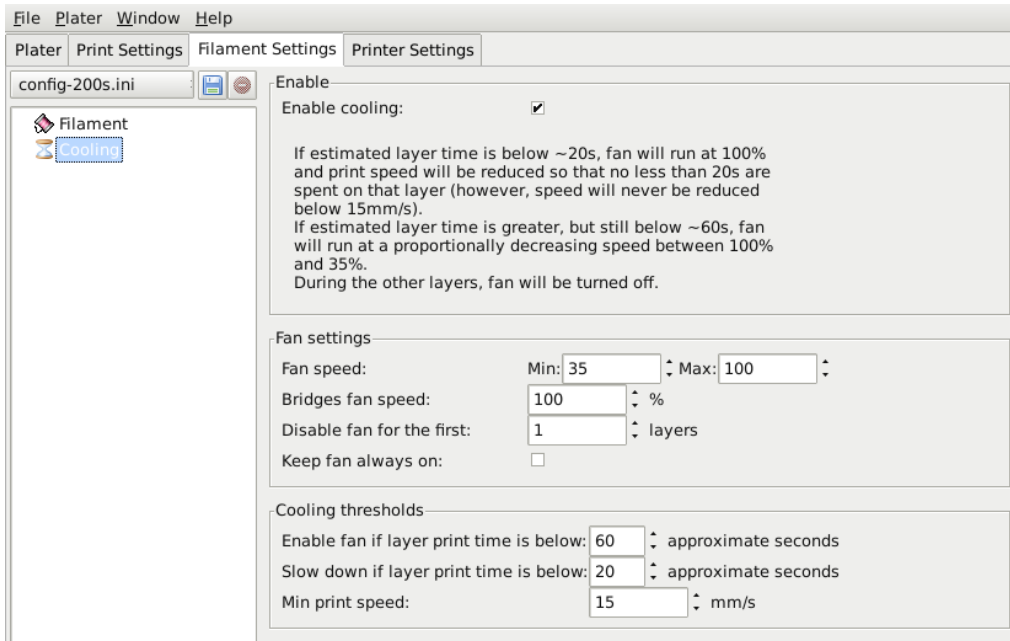 File Plater Window Help
Plater Print Settings Filament Settings Printer Settings
config-200s.ini
Filament
Cooling
Enable
Enable cooling:
If estimated layer time is below ~20s, fan will run at 100%
and print speed will be reduced so that no less than 20s are
spent on that layer (however, speed will never be reduced
below 15mm/s).
If estimated layer time is greater, but still below ~60s, fan
will run at a proportionally decreasing speed between 100%
and 35%.
During the other layers, fan will be turned off.
Fan settings
Fan speed: Min: 35 Max: 100
Bridges fan speed: 100 %
Disable fan for the first: 1 layers
Keep fan always on:
Cooling thresholds
Enable fan if layer print time is below: 60 approximate seconds
Slow down if layer print time is below: 20 approximate seconds
Min print speed: 15 mm/s